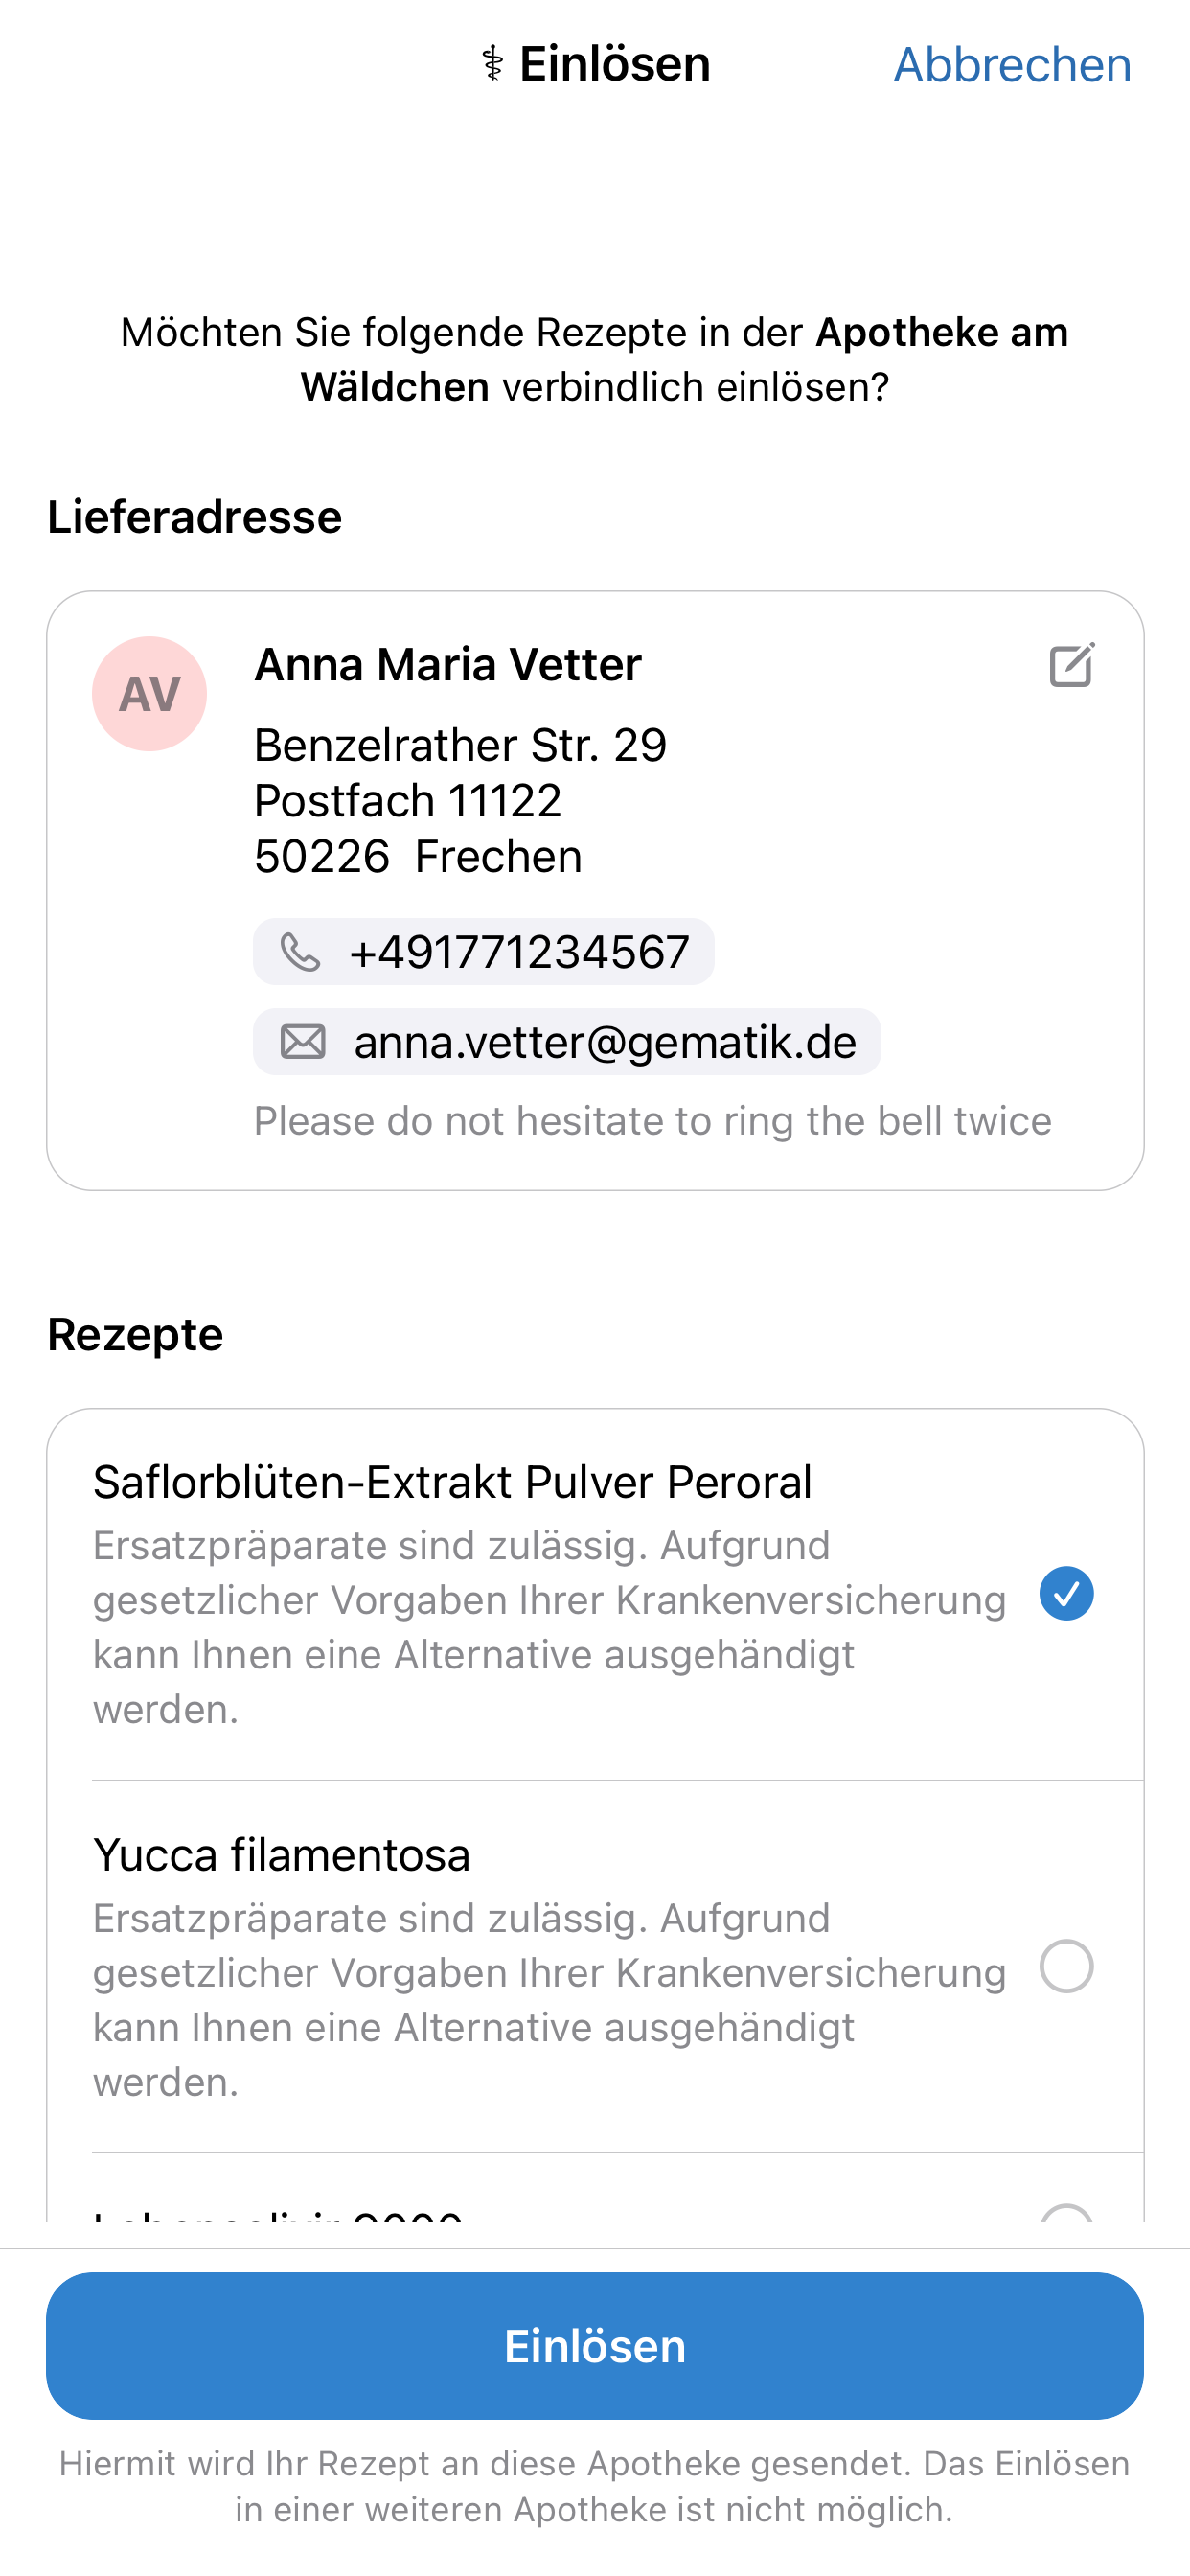 ⚕ Einlösen
Abbrechen
Möchten Sie folgende Rezepte in der Apotheke am
Wäldchen verbindlich einlösen?
Lieferadresse
AV
Anna Maria Vetter
Benzelrather Str. 29
Postfach 11122
50226 Frechen
+491771234567
anna.vetter@gematik.de
Please do not hesitate to ring the bell twice
Rezepte
Saflorblüten-Extrakt Pulver Peroral
Ersatzpräparate sind zulässig. Aufgrund
gesetzlicher Vorgaben Ihrer Krankenversicherung
kann Ihnen eine Alternative ausgehändigt
werden.
Yucca filamentosa
Ersatzpräparate sind zulässig. Aufgrund
gesetzlicher Vorgaben Ihrer Krankenversicherung
kann Ihnen eine Alternative ausgehändigt
werden.
Einlösen
Hiermit wird Ihr Rezept an diese Apotheke gesendet. Das Einlösen
in einer weiteren Apotheke ist nicht möglich.